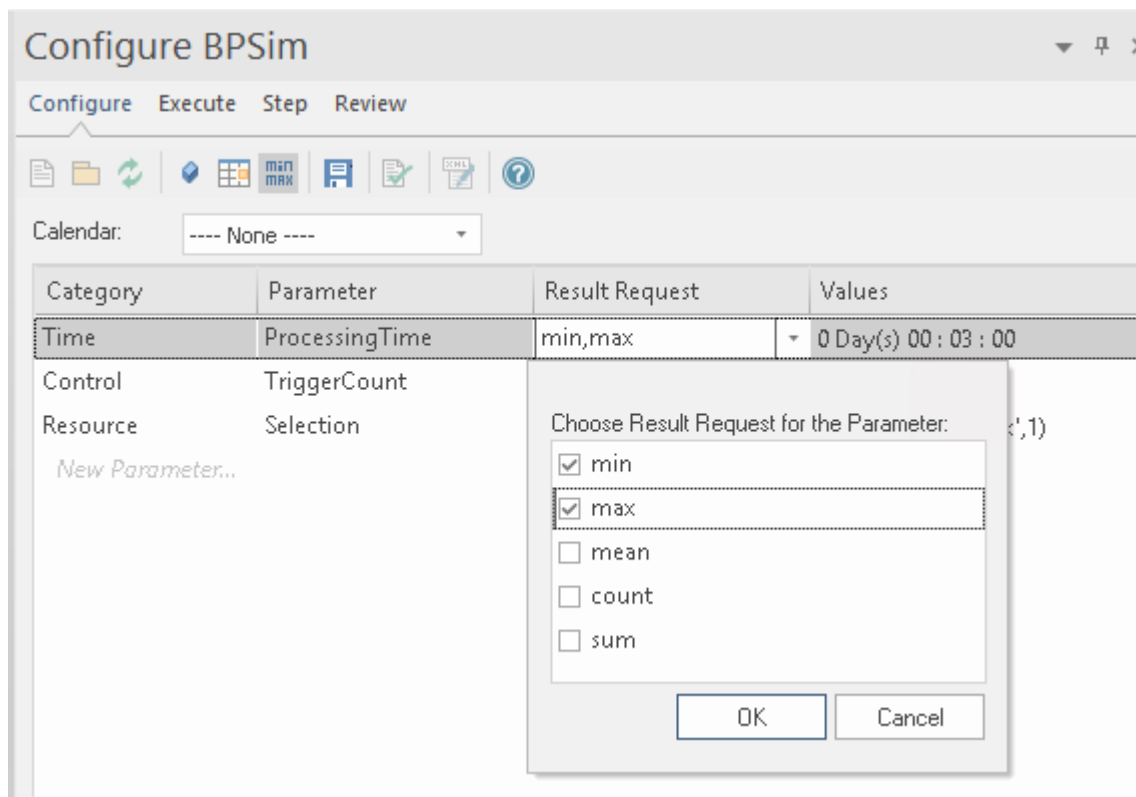 Configure BPSim
Configure Execute Step Review
min
max
XML
?
Calendar: ---- None ----
Category Parameter Result Request Values
Time ProcessingTime min,max 0 Day(s) 00 : 03 : 00
Control TriggerCount
Resource Selection ',1)
New Parameter...
Choose Result Request for the Parameter:
min
max
mean
count
sum
OK Cancel